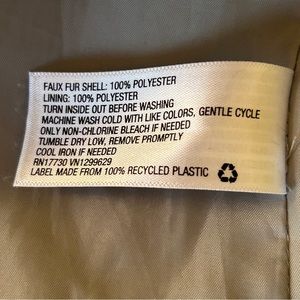 FAUX FUR SHELL: 100% POLYESTER
LINING: 100% POLYESTER
TURN INSIDE OUT BEFORE WASHING
MACHINE WASH COLD WITH LIKE COLORS, GENTLE CYCLE
ONLY NON-CHLORINE BLEACH IF NEEDED
TUMBLE DRY LOW, REMOVE PROMPTLY
COOL IRON IF NEEDED
RN17730 VN1299629
LABEL MADE FROM 100% RECYCLED PLASTIC